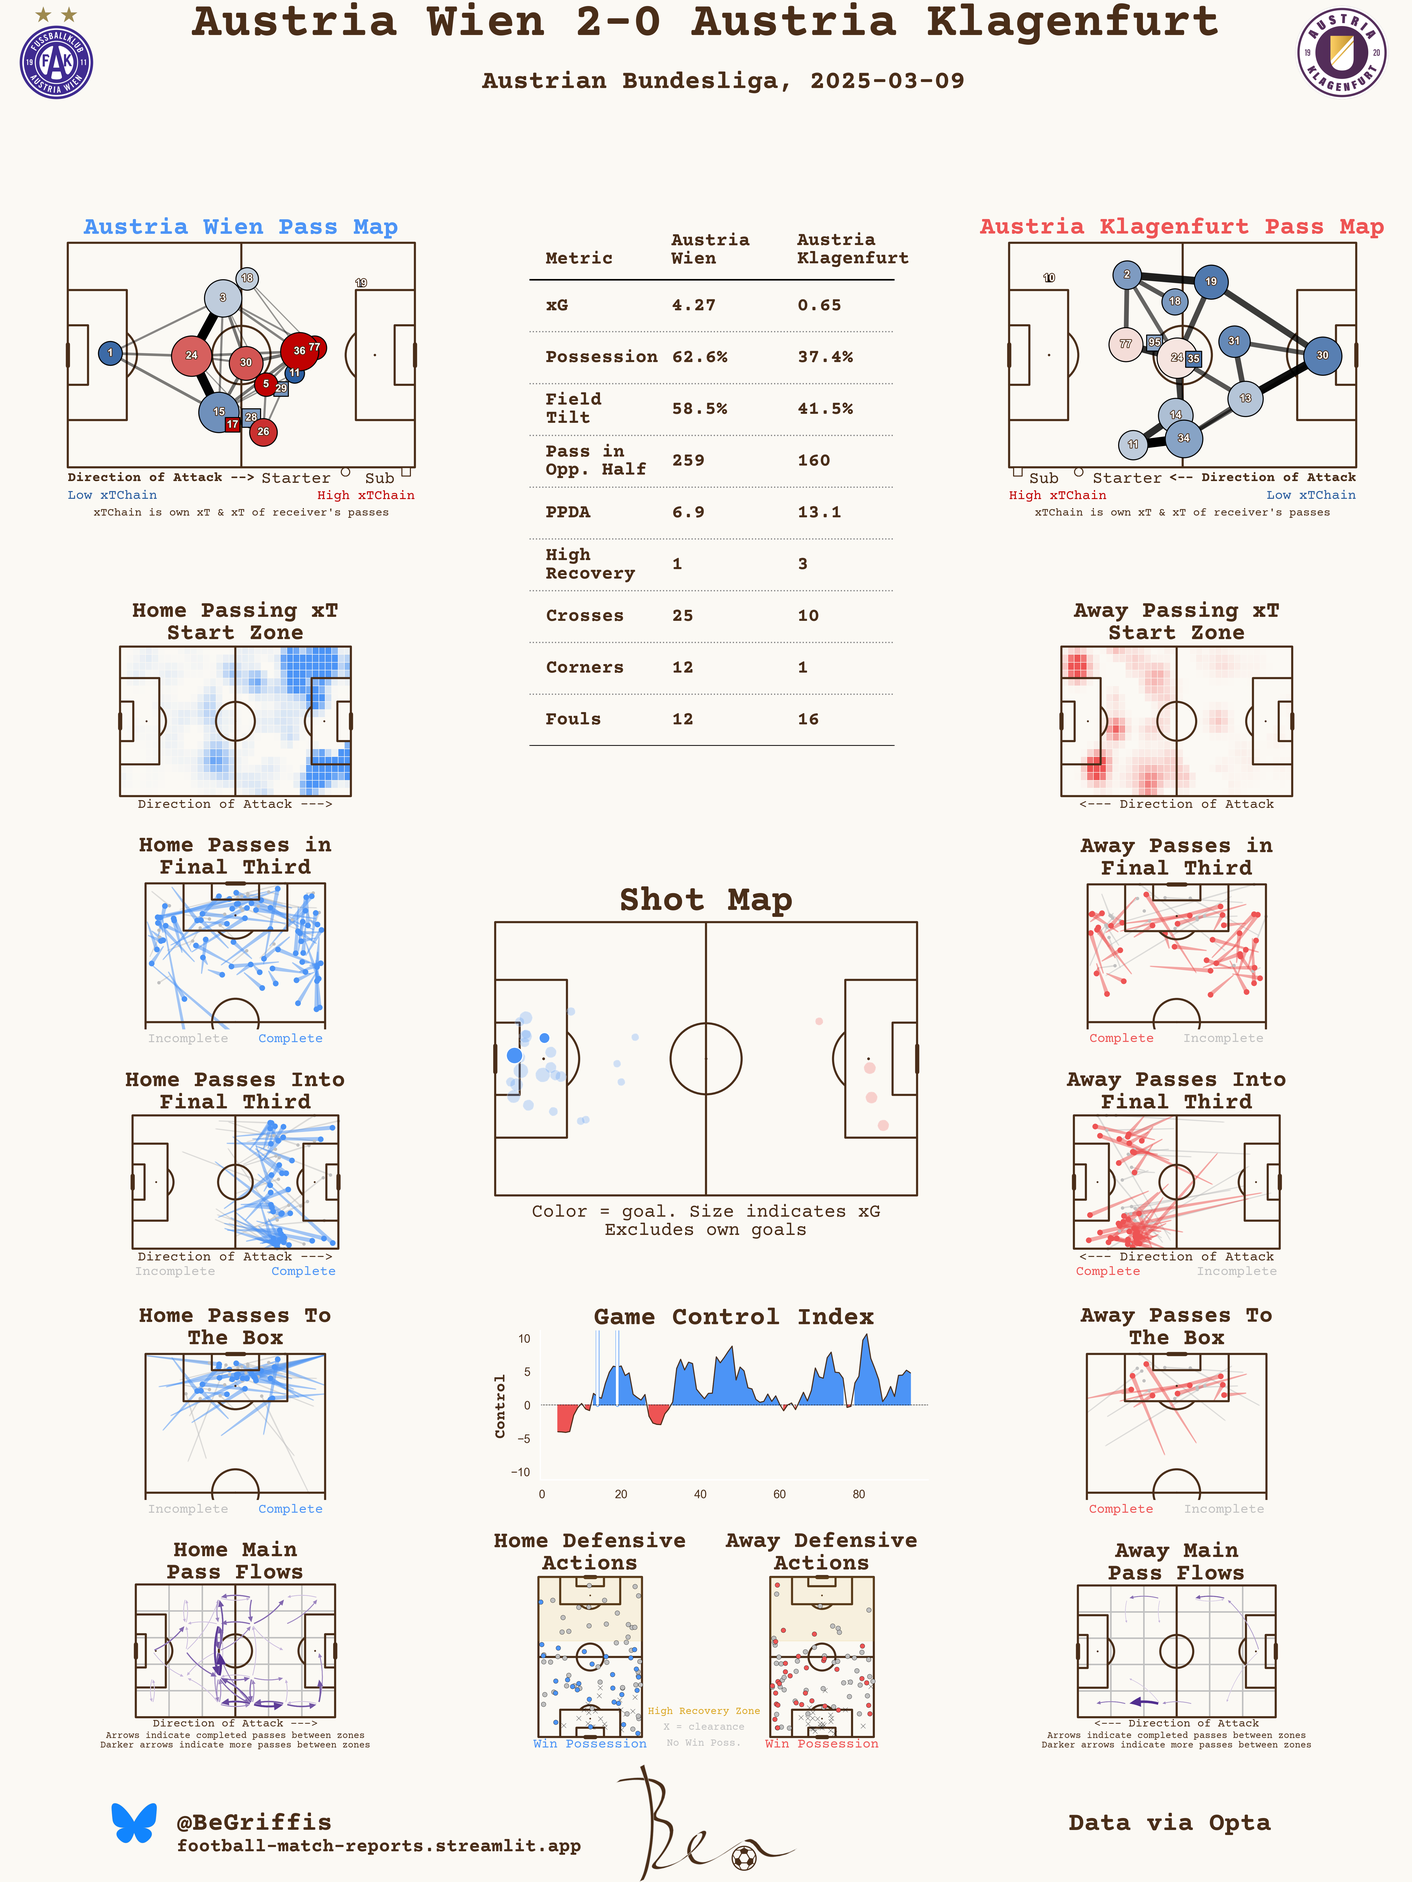 Austria Wien 2-0 Austria Klagenfurt
Austrian Bundesliga, 2025-03-09
FUSSBALLKLUB
19 FAK 11
AUSTRIA WIEN
AUSTRIA
19 20
KLAGENFURT
Austria Wien Pass Map
18
19
3
1
24
30
36
77
11
5
29
15
17
28
26
Direction of Attack --> Starter Sub
Low xTChain High xTChain
xTChain is own xT & xT of receiver's passes
Metric
Austria Wien
Austria Klagenfurt
xG 4.27 0.65
Possession 62.6% 37.4%
Field Tilt 58.5% 41.5%
Pass in Opp. Half 259 160
PPDA 6.9 13.1
High Recovery 1 3
Crosses 25 10
Corners 12 1
Fouls 12 16
Austria Klagenfurt Pass Map
10
2
19
18
77
95
24
35
31
30
13
14
11
34
Sub Starter <-- Direction of Attack
High xTChain Low xTChain
xTChain is own xT & xT of receiver's passes
Home Passing xT
Start Zone
Direction of Attack --->
Away Passing xT
Start Zone
<--- Direction of Attack
Home Passes in
Final Third
Incomplete Complete
Away Passes in
Final Third
Complete Incomplete
Shot Map
Color = goal. Size indicates xG
Excludes own goals
Home Passes Into
Final Third
Direction of Attack --->
Incomplete Complete
Away Passes Into
Final Third
<--- Direction of Attack
Complete Incomplete
Home Passes To
The Box
Incomplete Complete
Game Control Index
Control
10
5
0
−5
−10
0 20 40 60 80
Away Passes To
The Box
Complete Incomplete
Home Main
Pass Flows
Direction of Attack --->
Arrows indicate completed passes between zones
Darker arrows indicate more passes between zones
Home Defensive
Actions
Win Possession
High Recovery Zone
X = clearance
No Win Poss.
Away Defensive
Actions
Win Possession
Away Main
Pass Flows
<--- Direction of Attack
Arrows indicate completed passes between zones
Darker arrows indicate more passes between zones
@BeGriffis
football-match-reports.streamlit.app
Ben
Data via Opta